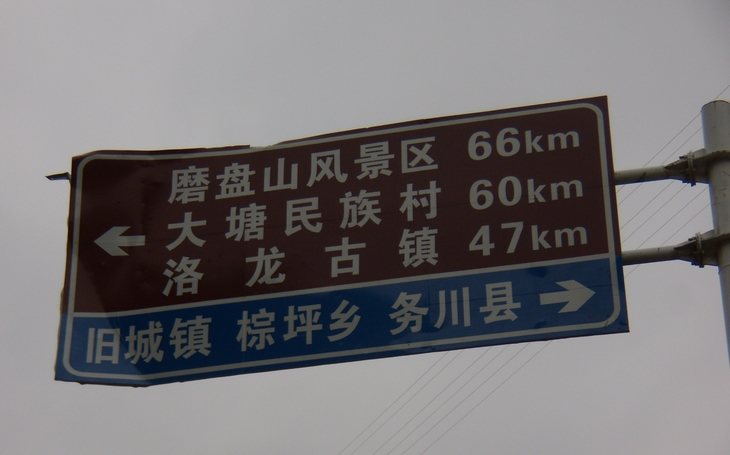 磨盘山风景区 66km
大塘民族村 60km
洛龙古镇 47km
旧城镇 棕坪乡 务川县